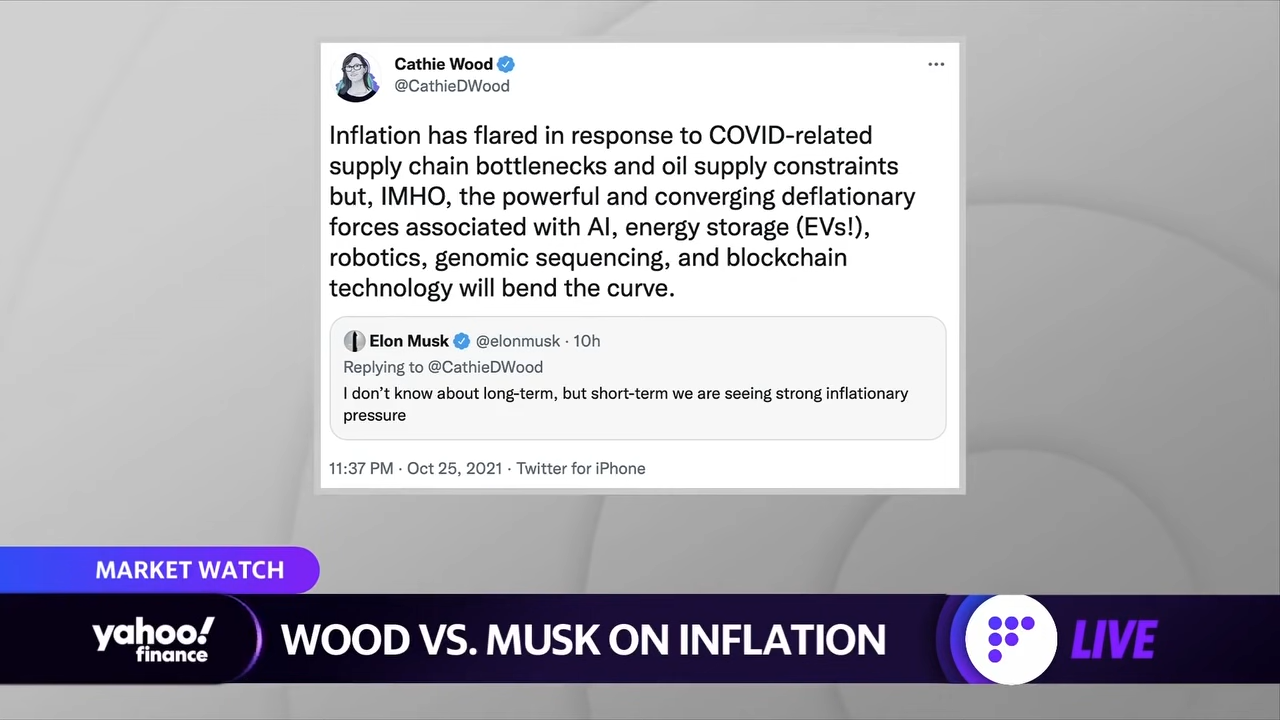 Cathie Wood
@CathieDWood
Inflation has flared in response to COVID-related
supply chain bottlenecks and oil supply constraints
but, IMHO, the powerful and converging deflationary
forces associated with AI, energy storage (EVs!),
robotics, genomic sequencing, and blockchain
technology will bend the curve.
Elon Musk @elonmusk · 10h
Replying to @CathieDWood
I don’t know about long-term, but short-term we are seeing strong inflationary
pressure
11:37 PM · Oct 25, 2021 · Twitter for iPhone
MARKET WATCH
yahoo!
finance
WOOD VS. MUSK ON INFLATION
LIVE